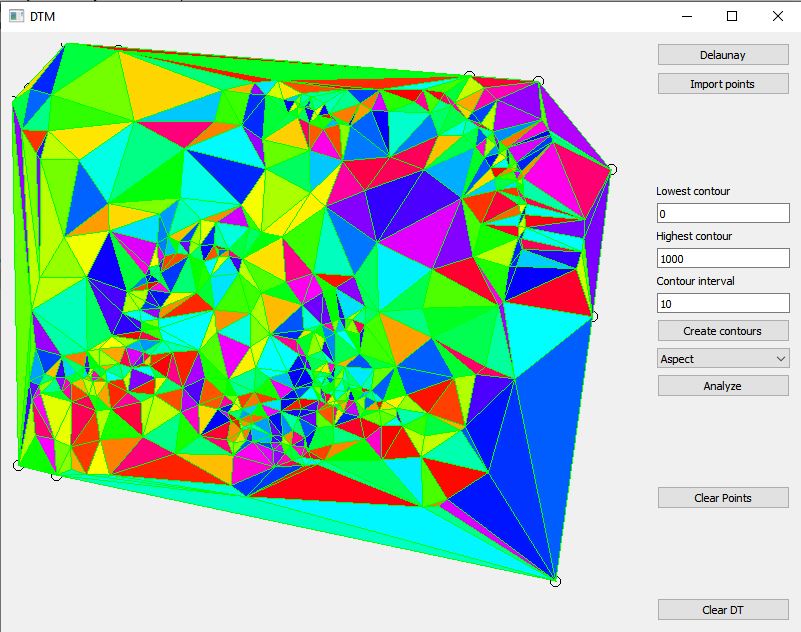 DTM
Delaunay
Import points
Lowest contour
0
Highest contour
1000
Contour interval
10
Create contours
Aspect
Analyze
Clear Points
Clear DT